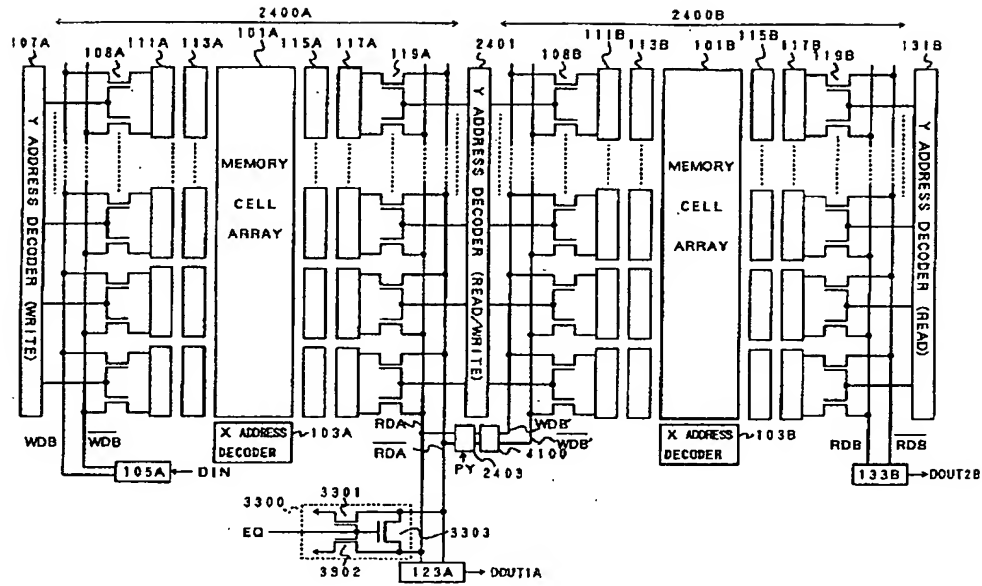 2400A 2400B
107A 108A 111A 113A 101A 115A 117A 119A 2401 108B 111B 113B 101B 115B 117B 119B 131B
Y ADDRESS DECODER (WRITE)
MEMORY
CELL
ARRAY
Y ADDRESS DECODER (READ/WRITE)
MEMORY
CELL
ARRAY
Y ADDRESS DECODER (READ)
WDB
WDB
X ADDRESS
DECODER
103A
RDA
RDA
PY
2403
4100
WDB'
WDB'
X ADDRESS
DECODER
103B
RDB
RDB
105A
DIN
133B
DOUT2B
3300
3301
EQ
3303
3302
123A
DOUT1A